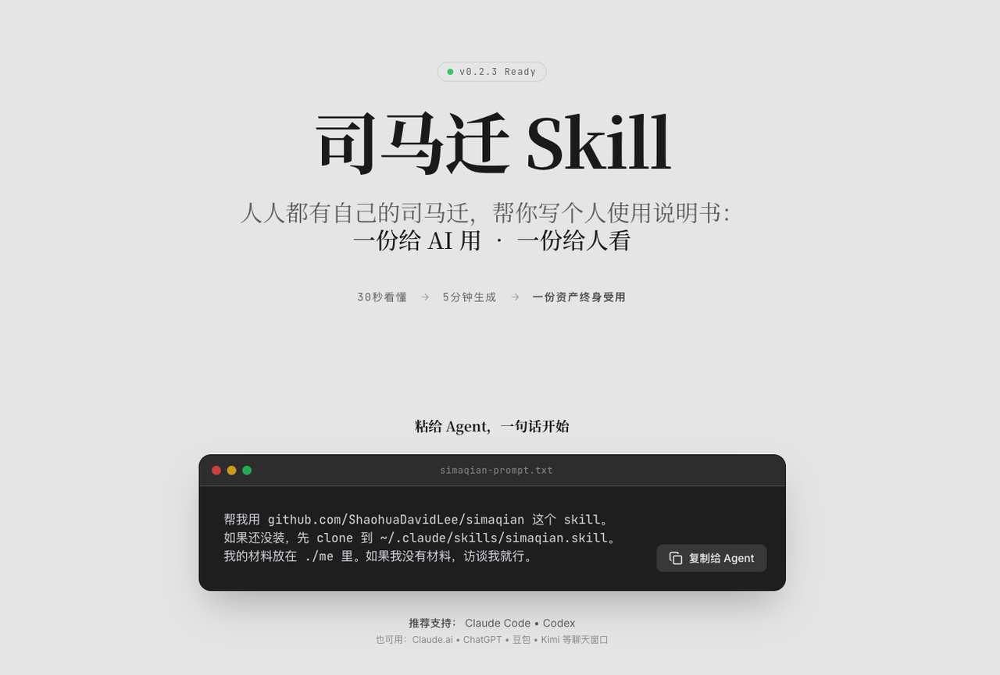 v0.2.3 Ready
司马迁 Skill
人人都有自己的司马迁，帮你写个人使用说明书：
一份给 AI 用 · 一份给人看
30秒看懂 → 5分钟生成 → 一份资产终身受用
粘给 Agent，一句话开始
simaqian-prompt.txt
帮我用 github.com/ShaohuaDavidLee/simaqian 这个 skill。
如果还没装，先 clone 到 ~/.claude/skills/simaqian.skill。
我的材料放在 ./me 里。如果我没有材料，访谈我就行。
复制给 Agent
推荐支持： Claude Code • Codex
也可用：Claude.ai • ChatGPT • 豆包 • Kimi 等聊天窗口